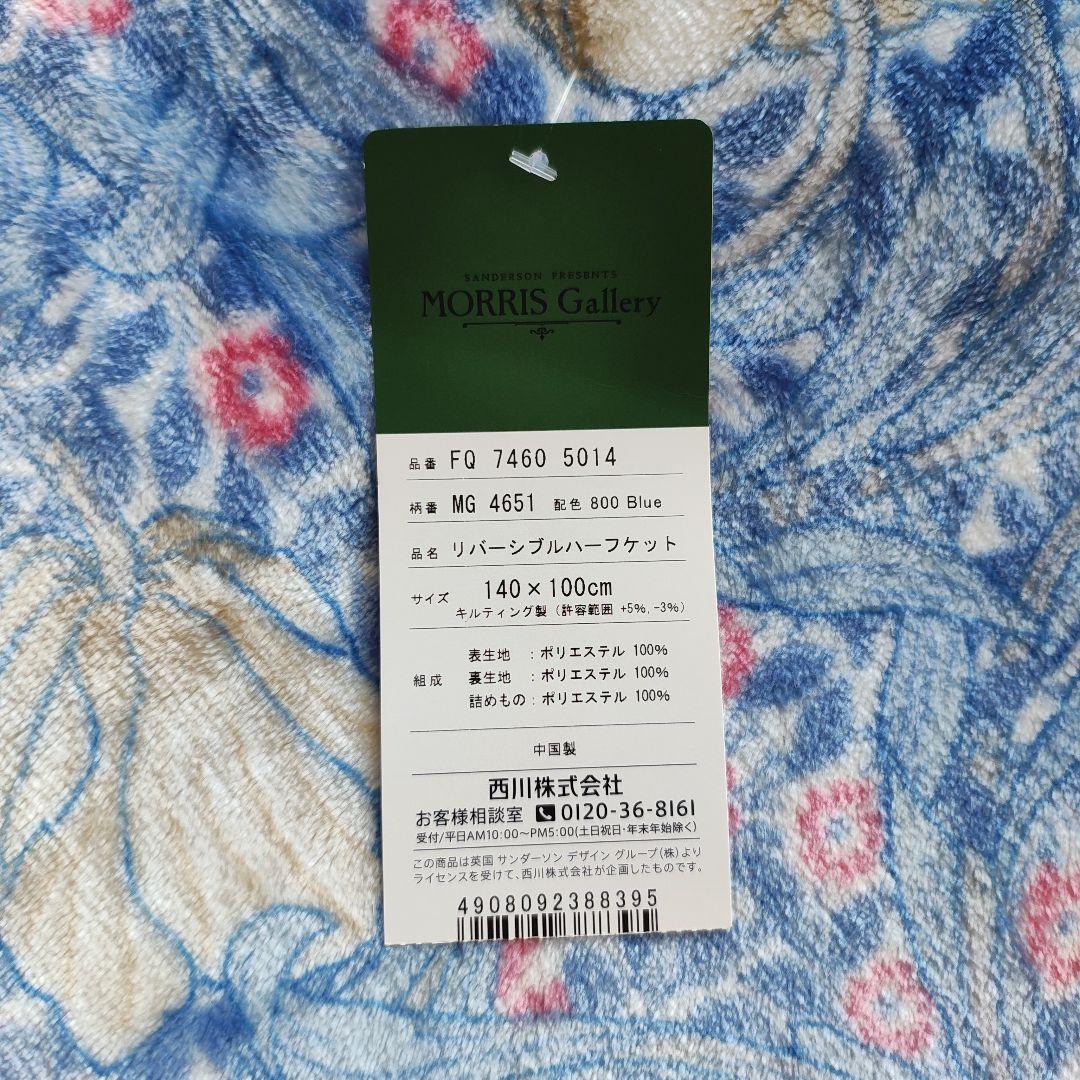 SANDERSON PRESENTS
MORRIS Gallery
品番 FQ 7460 5014
柄番 MG 4651 配色 800 Blue
品名 リバーシブルハーフケット
サイズ 140×100cm
キルティング製（許容範囲 +5%,-3%）
表生地 :ポリエステル 100%
組成 裏生地 :ポリエステル 100%
詰めもの:ポリエステル 100%
中国製
西川株式会社
お客様相談室 0120-36-8161
受付/平日AM10:00～PM5:00(土日祝日・年末年始除く)
この商品は英国 サンダーソン デザイン グループ(株)より
ライセンスを受けて、西川株式会社が企画したものです。
4908092388395